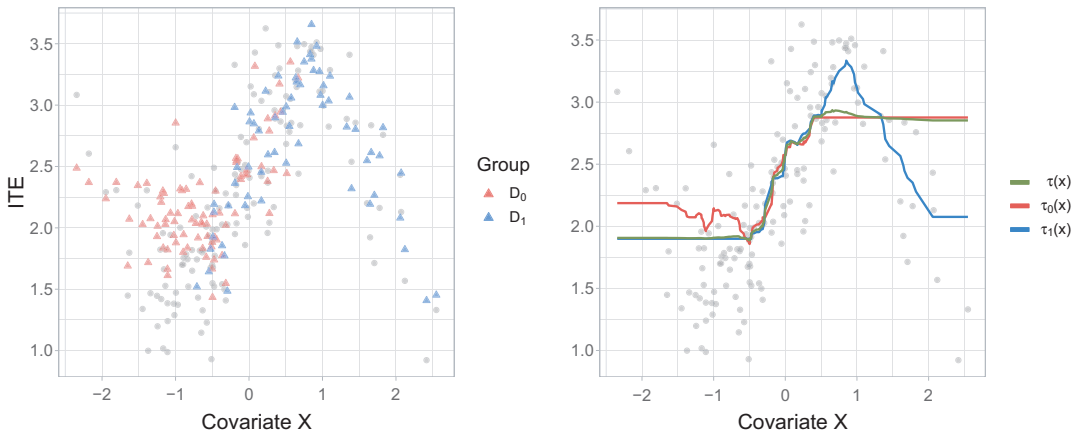 3.5
3.0
2.5
2.0
1.5
1.0
ITE
−2
−1
0
1
2
Covariate X
Group
D₀
D₁
3.5
3.0
2.5
2.0
1.5
1.0
−2
−1
0
1
2
Covariate X
τ(x)
τ₀(x)
τ₁(x)